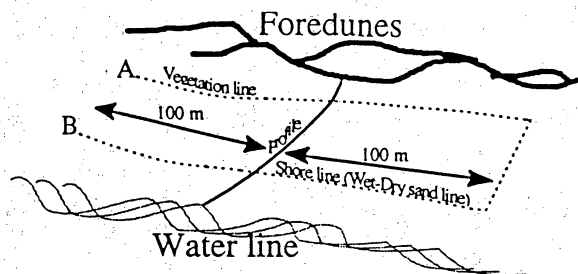 Foredunes
A
Vegetation line
100 m
B
Profile
100 m
Shore line (Wet-Dry sand line)
Water line